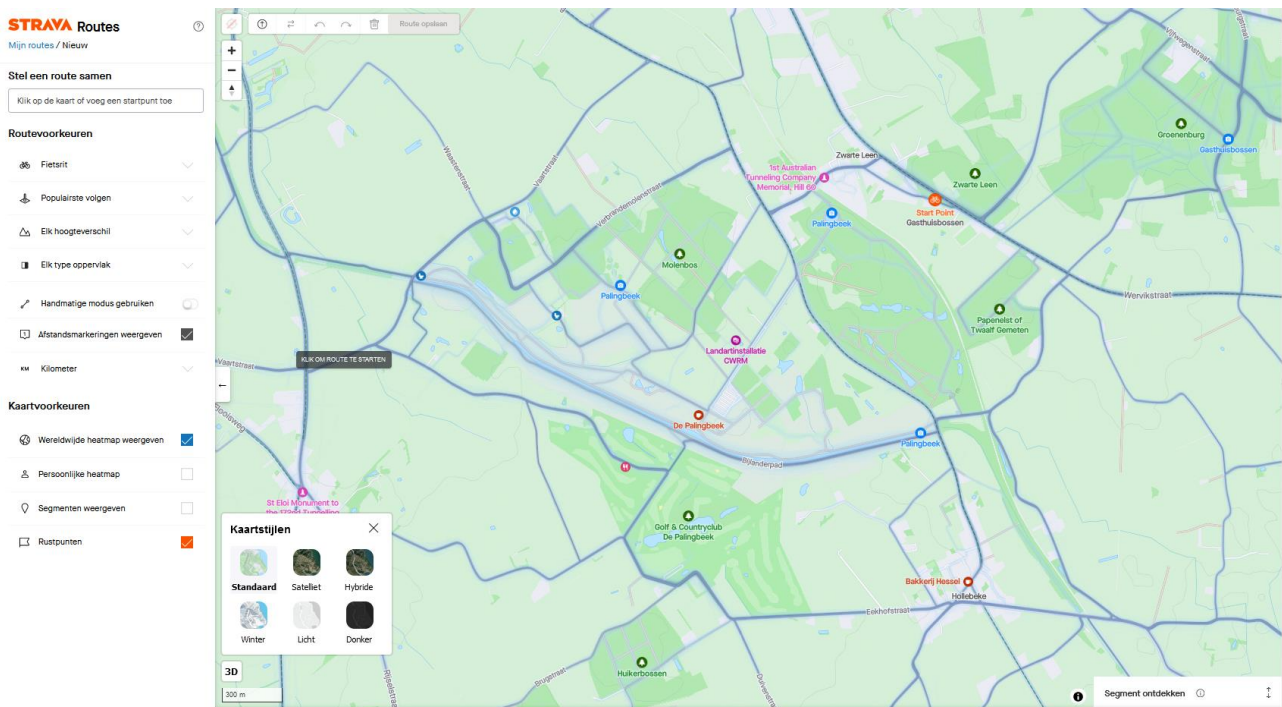 STRAVA Routes
Mijn routes / Nieuw
Stel een route samen
Klik op de kaart of voeg een startpunt toe
Routevoorkeuren
Fietsrit
Populairste volgen
Elk hoogteverschil
Elk type oppervlak
Handmatige modus gebruiken
Afstandsmarkeringen weergeven
KM Kilometer
Kaartvoorkeuren
Wereldwijde heatmap weergeven
Persoonlijke heatmap
Segmenten weergeven
Rustpunten
Route opslaan
Vijfwegenstraat
Groenenburg
Gasthuisbossen
Zwarte Leen
1st Australian
Tunneling Company
Memorial, Hill 60
Zwarte Leen
Start Point
Gasthuisbossen
Palingbeek
Waastenstraat
Vaartstraat
Verbrandemolenstraat
Molenbos
Palingbeek
Wervikstraat
Papenelst of
Twaalf Gemeten
Landartinstallatie
CWRM
KLIK OM ROUTE TE STARTEN
Vaartstraat
De Palingbeek
Palingbeek
Bijlanderpad
St Eloi Monument to
the 172rd Tunnelling
Golf & Countryclub
De Palingbeek
Kaartstijlen
Standaard
Satelliet
Hybride
Winter
Licht
Donker
Bakkerij Hessel
Hollebeke
Eekhofstraat
Huikerbossen
Brugstraat
Rijselstraat
3D
300 m
Segment ontdekken